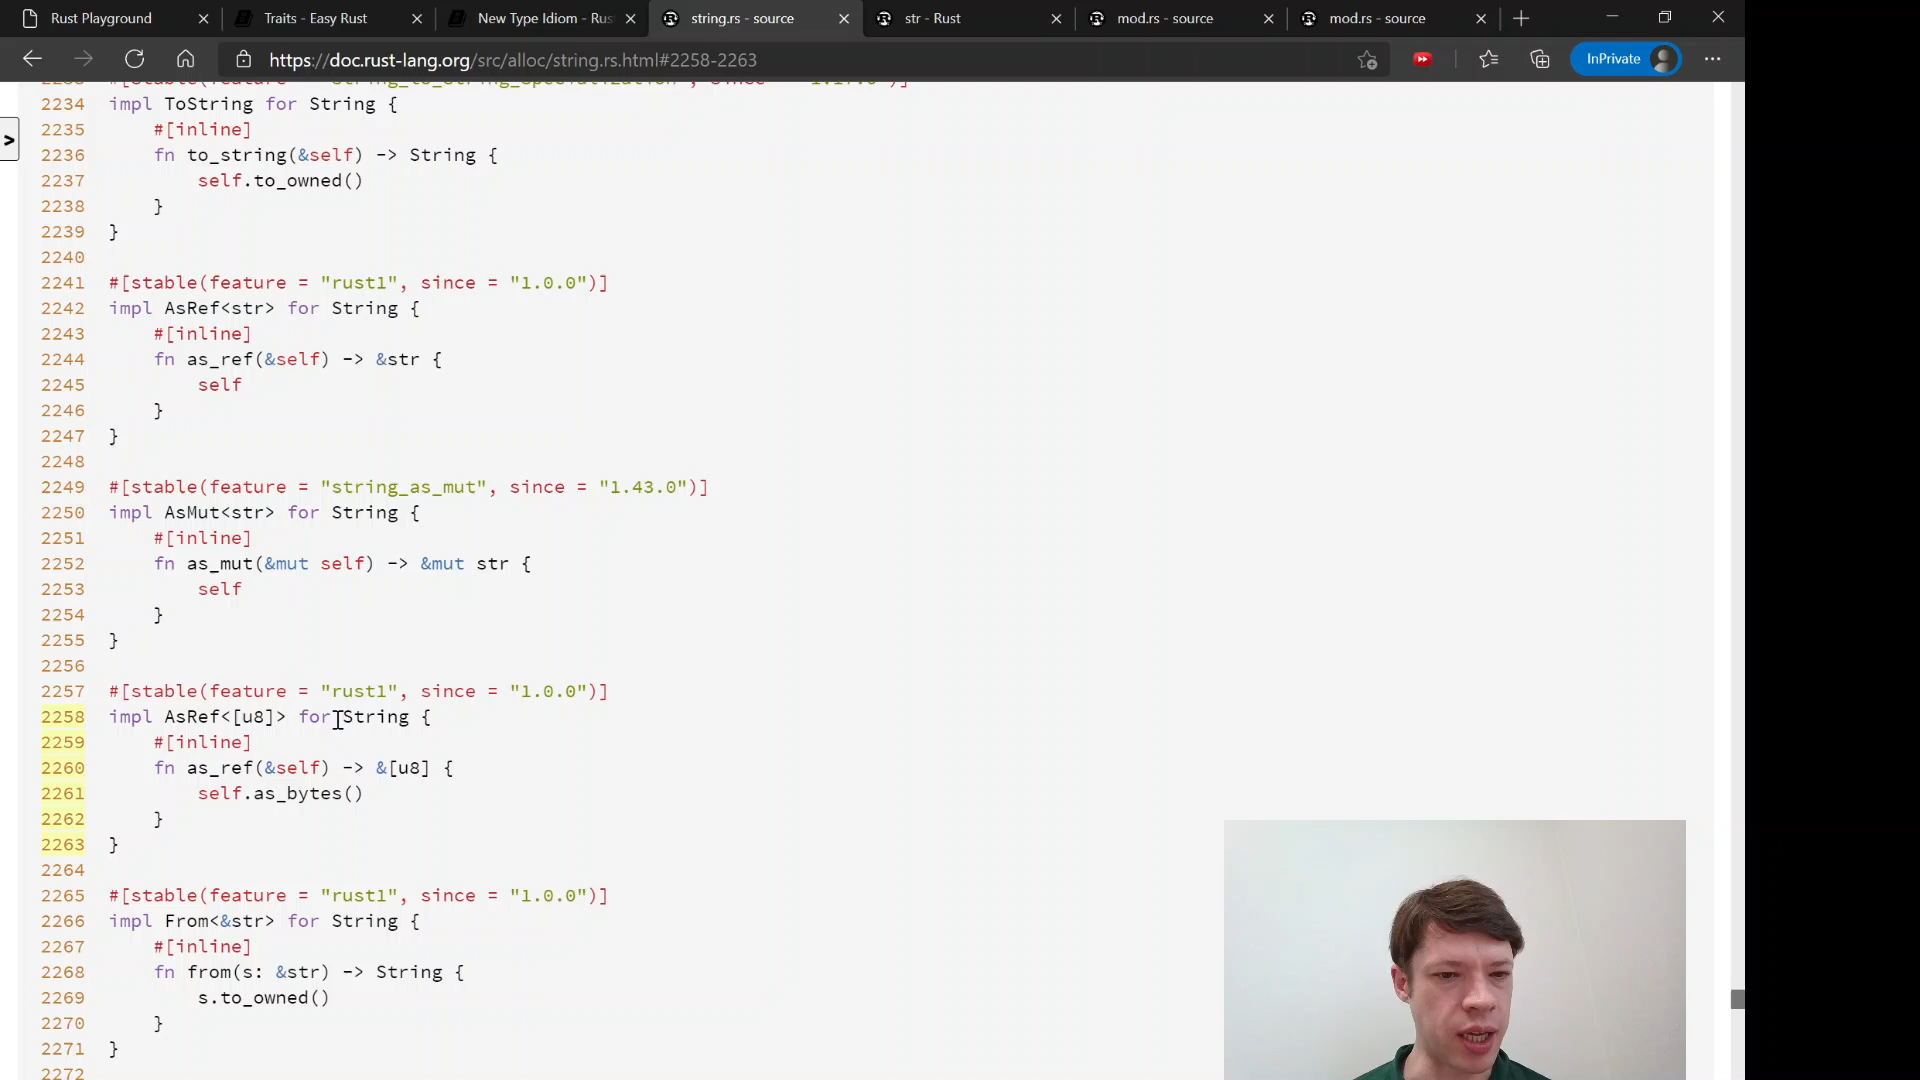 Rust Playground
Traits - Easy Rust
New Type Idiom - Rus
string.rs - source
str - Rust
mod.rs - source
mod.rs - source
https://doc.rust-lang.org/src/alloc/string.rs.html#2258-2263
InPrivate
2234 impl ToString for String {
2235 #[inline]
2236 fn to_string(&self) -> String {
2237 self.to_owned()
2238 }
2239 }
2240
2241 #[stable(feature = "rust1", since = "1.0.0")]
2242 impl AsRef<str> for String {
2243 #[inline]
2244 fn as_ref(&self) -> &str {
2245 self
2246 }
2247 }
2248
2249 #[stable(feature = "string_as_mut", since = "1.43.0")]
2250 impl AsMut<str> for String {
2251 #[inline]
2252 fn as_mut(&mut self) -> &mut str {
2253 self
2254 }
2255 }
2256
2257 #[stable(feature = "rust1", since = "1.0.0")]
2258 impl AsRef<[u8]> for String {
2259 #[inline]
2260 fn as_ref(&self) -> &[u8] {
2261 self.as_bytes()
2262 }
2263 }
2264
2265 #[stable(feature = "rust1", since = "1.0.0")]
2266 impl From<&str> for String {
2267 #[inline]
2268 fn from(s: &str) -> String {
2269 s.to_owned()
2270 }
2271 }
2272